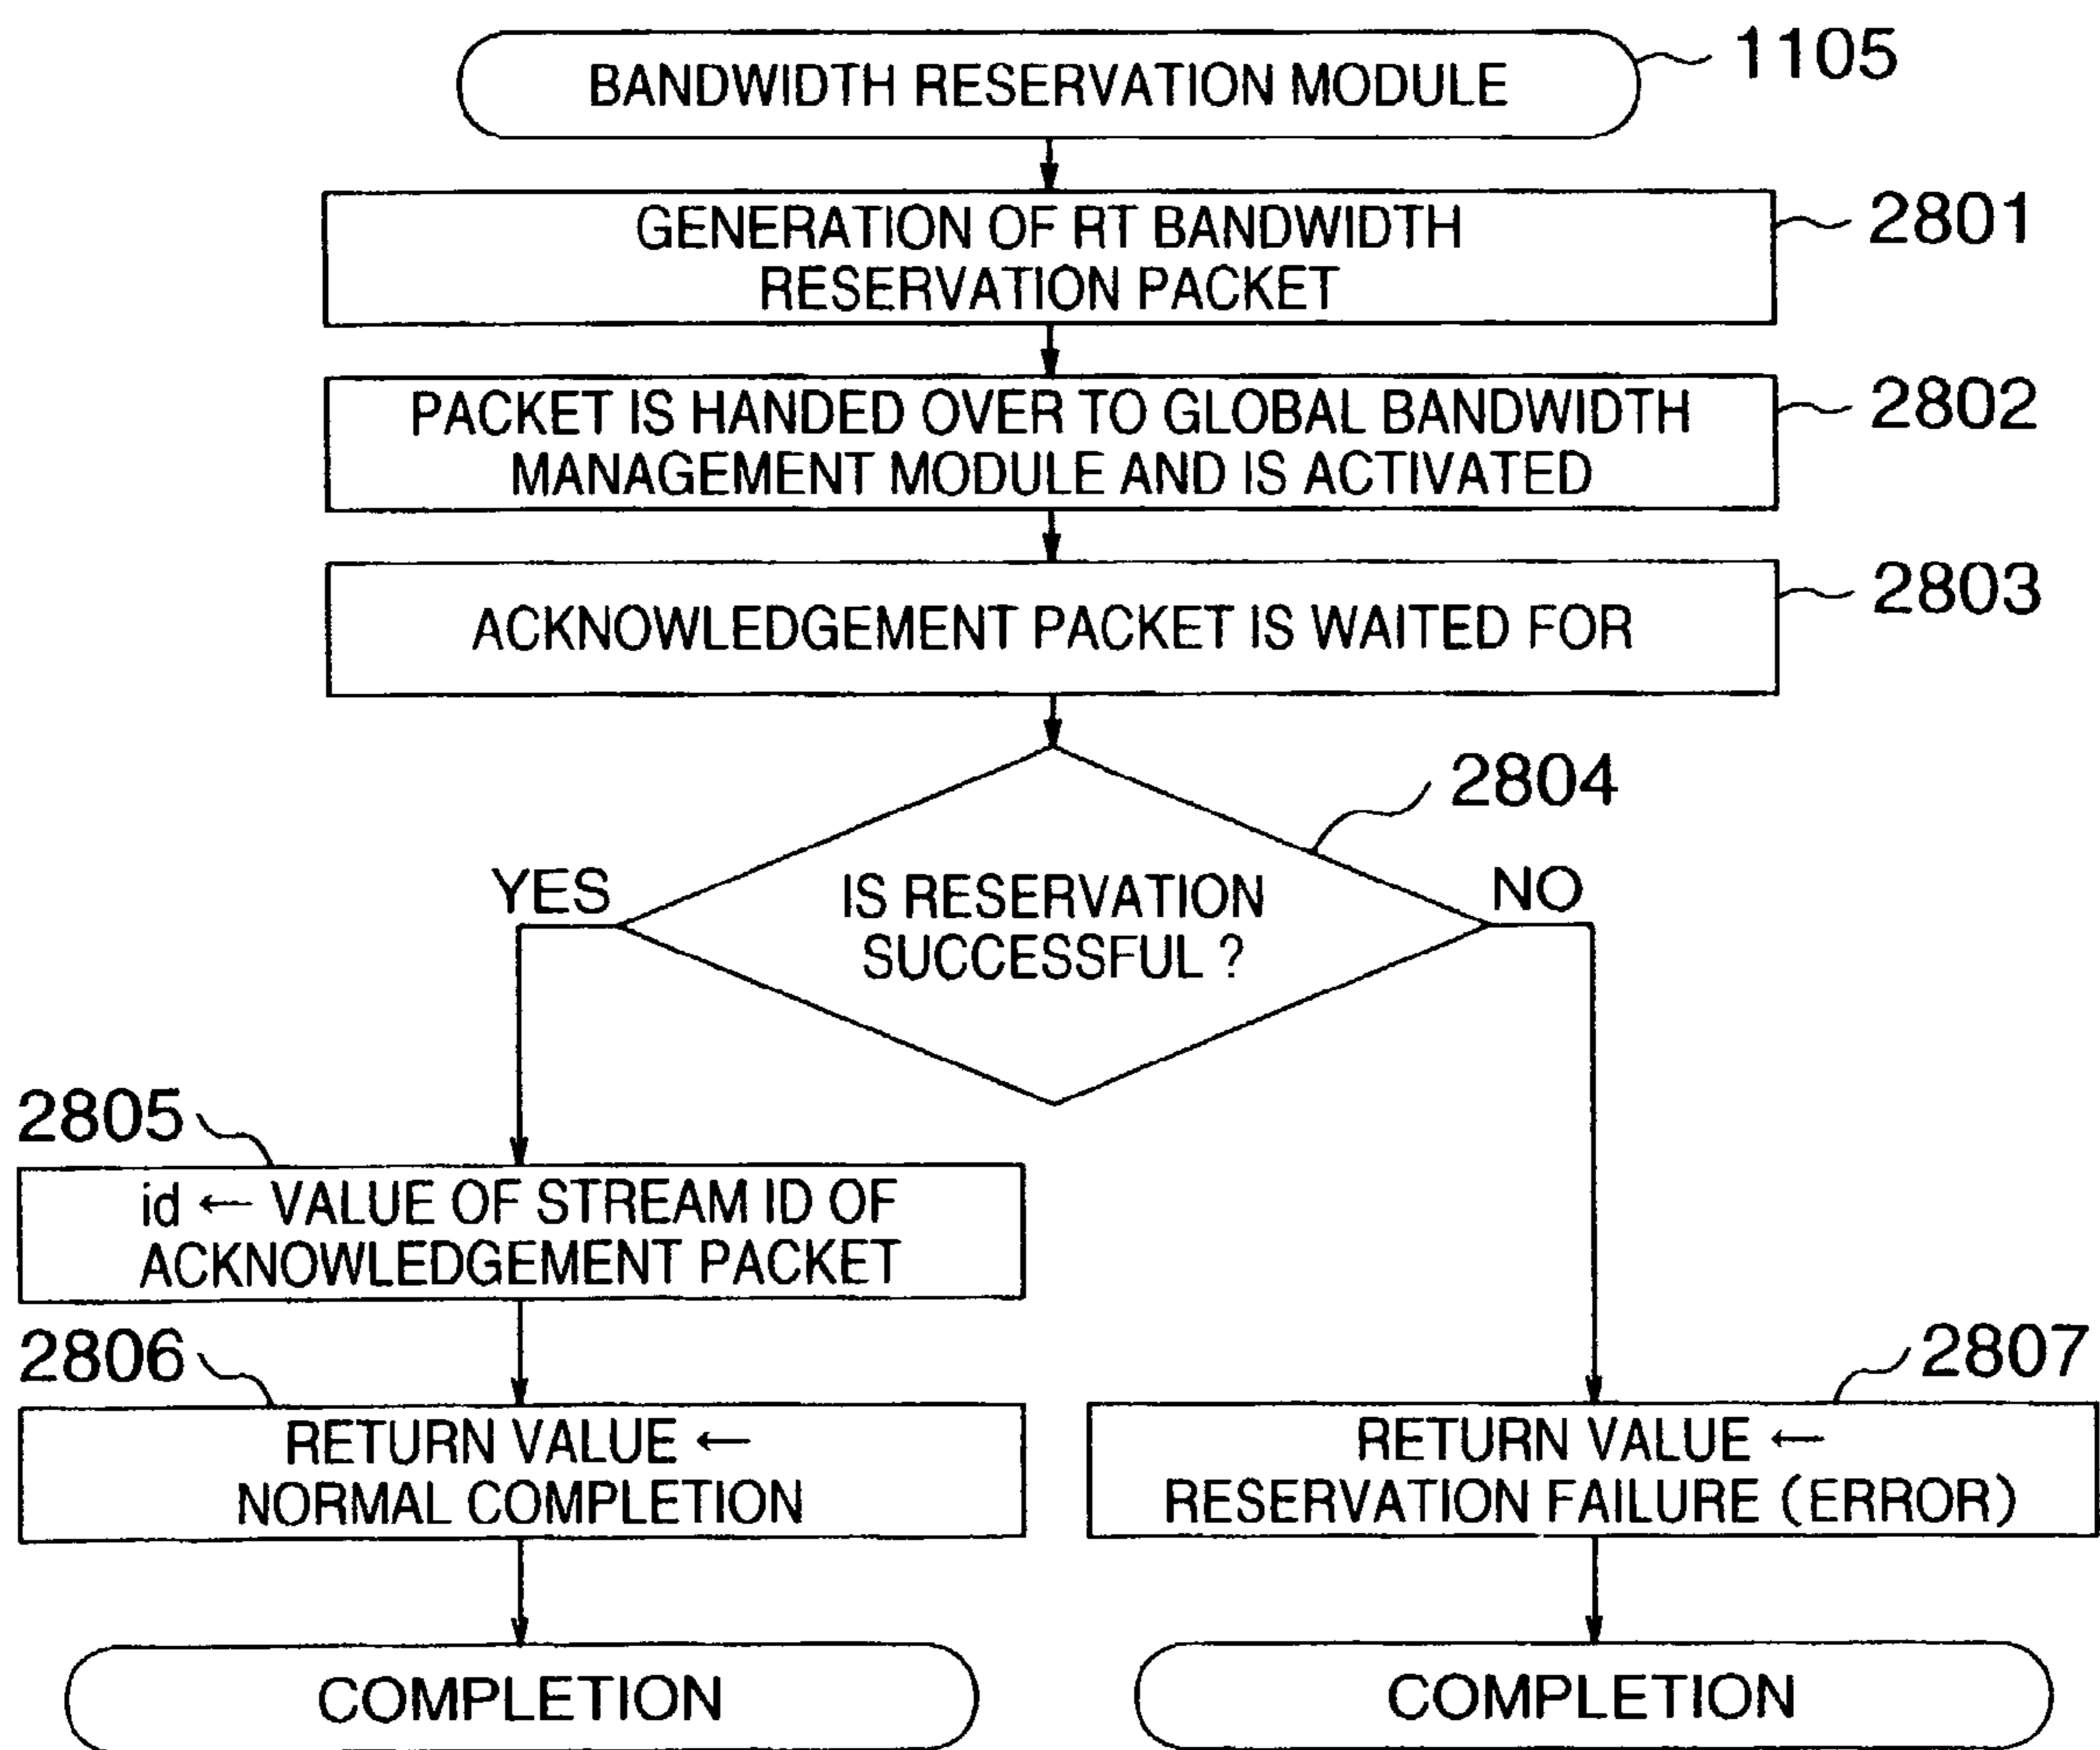 BANDWIDTH RESERVATION MODULE
1105
GENERATION OF RT BANDWIDTH
RESERVATION PACKET
2801
PACKET IS HANDED OVER TO GLOBAL BANDWIDTH
MANAGEMENT MODULE AND IS ACTIVATED
2802
ACKNOWLEDGEMENT PACKET IS WAITED FOR
2803
2804
YES
IS RESERVATION
SUCCESSFUL ?
NO
2805
id ← VALUE OF STREAM ID OF
ACKNOWLEDGEMENT PACKET
2806
RETURN VALUE ←
NORMAL COMPLETION
2807
RETURN VALUE ←
RESERVATION FAILURE (ERROR)
COMPLETION
COMPLETION